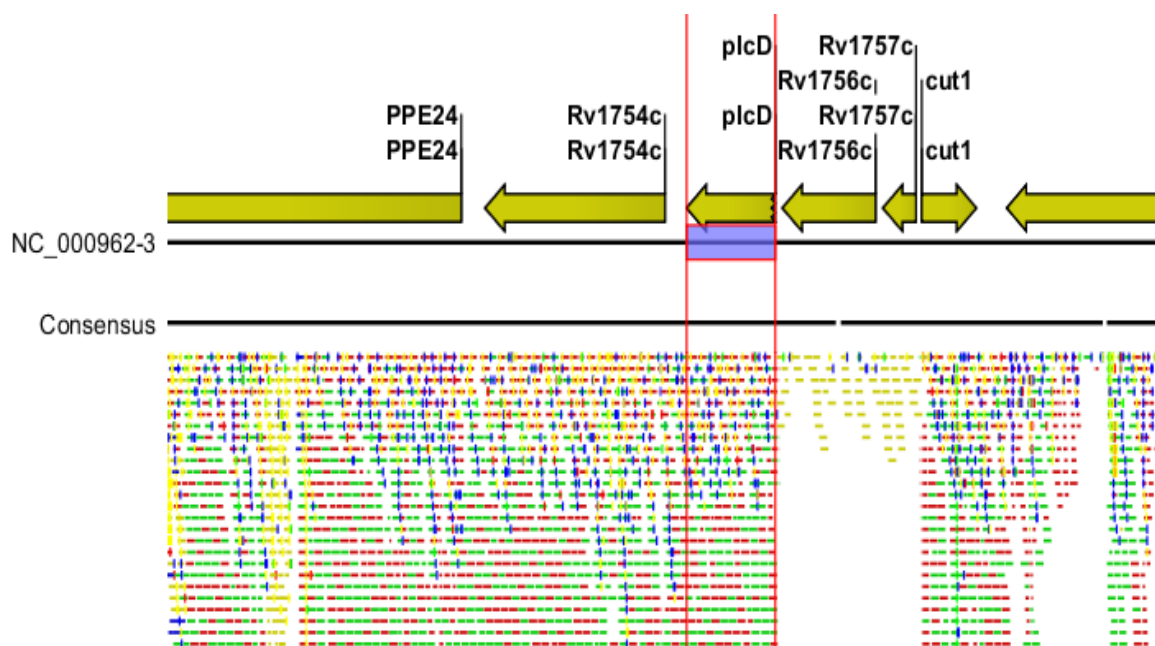 plcD Rv1757c
Rv1756c cut1
PPE24 Rv1754c plcD Rv1757c
PPE24 Rv1754c Rv1756c cut1
NC_000962-3
Consensus